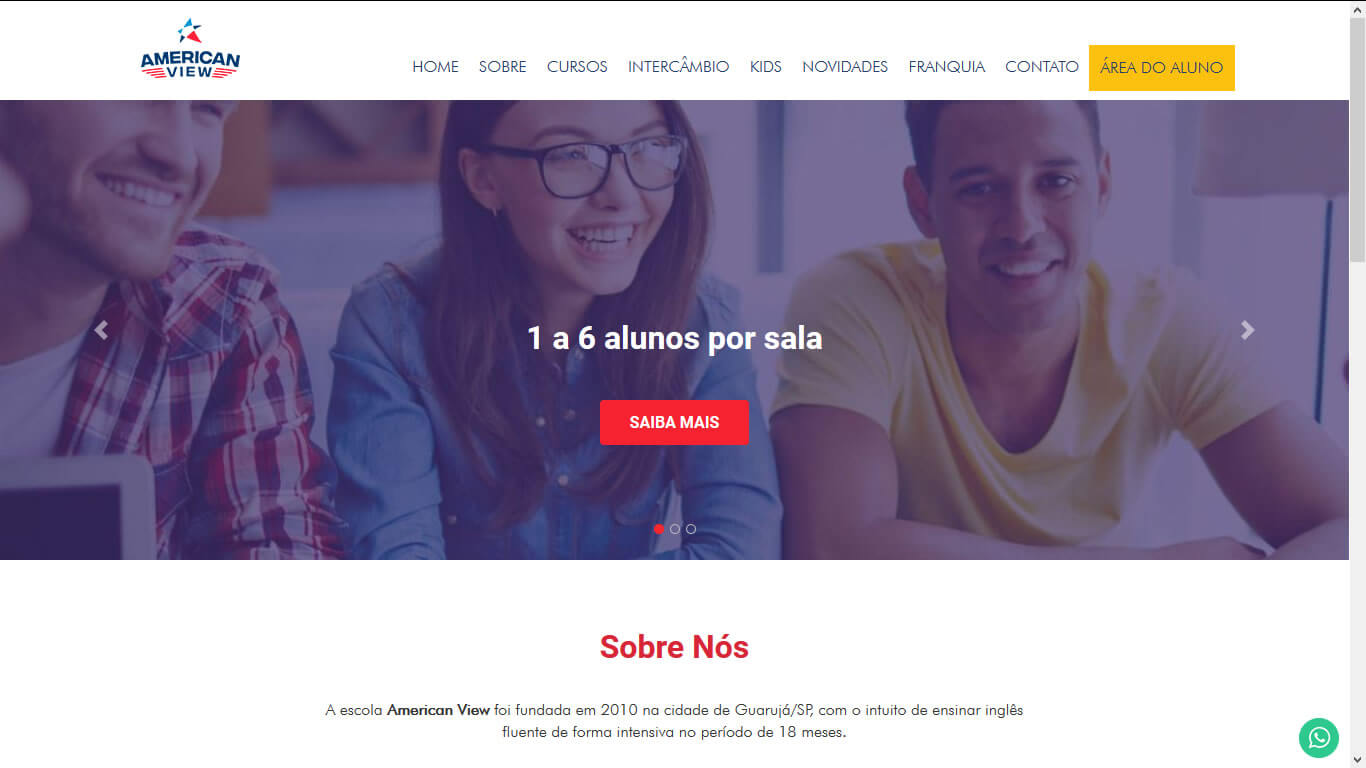 AMERICAN
VIEW
HOME SOBRE CURSOS INTERCÂMBIO KIDS NOVIDADES FRANQUIA CONTATO ÁREA DO ALUNO
1 a 6 alunos por sala
SAIBA MAIS
Sobre Nós
A escola American View foi fundada em 2010 na cidade de Guarujá/SP, com o intuito de ensinar inglês
fluente de forma intensiva no período de 18 meses.